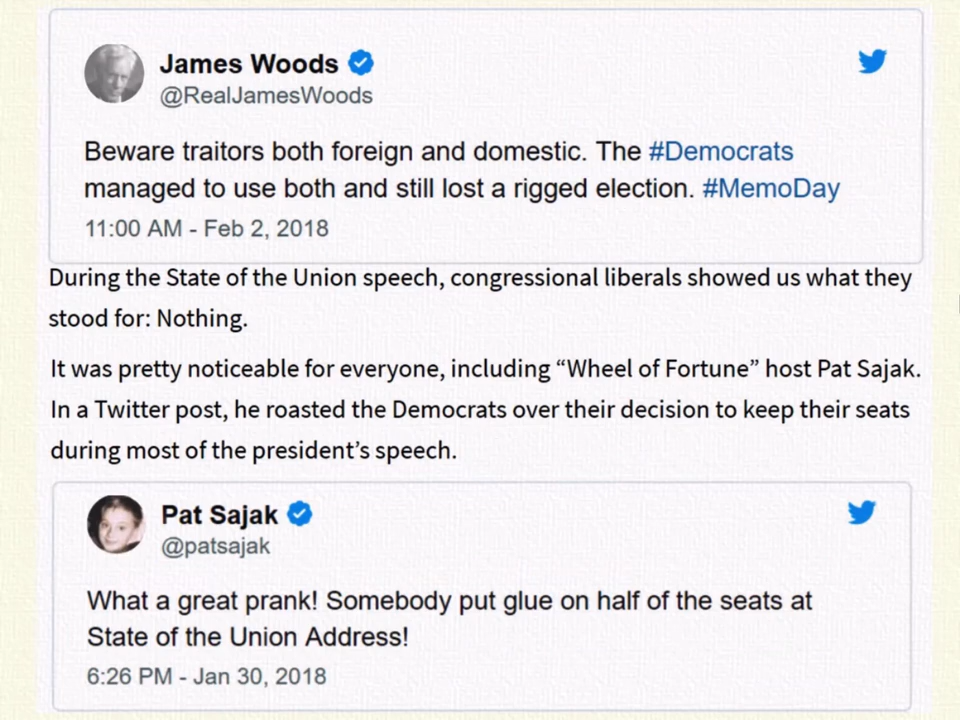 James Woods
@RealJamesWoods
Beware traitors both foreign and domestic. The #Democrats
managed to use both and still lost a rigged election. #MemoDay
11:00 AM - Feb 2, 2018
During the State of the Union speech, congressional liberals showed us what they
stood for: Nothing.
It was pretty noticeable for everyone, including “Wheel of Fortune” host Pat Sajak.
In a Twitter post, he roasted the Democrats over their decision to keep their seats
during most of the president’s speech.
Pat Sajak
@patsajak
What a great prank! Somebody put glue on half of the seats at
State of the Union Address!
6:26 PM - Jan 30, 2018